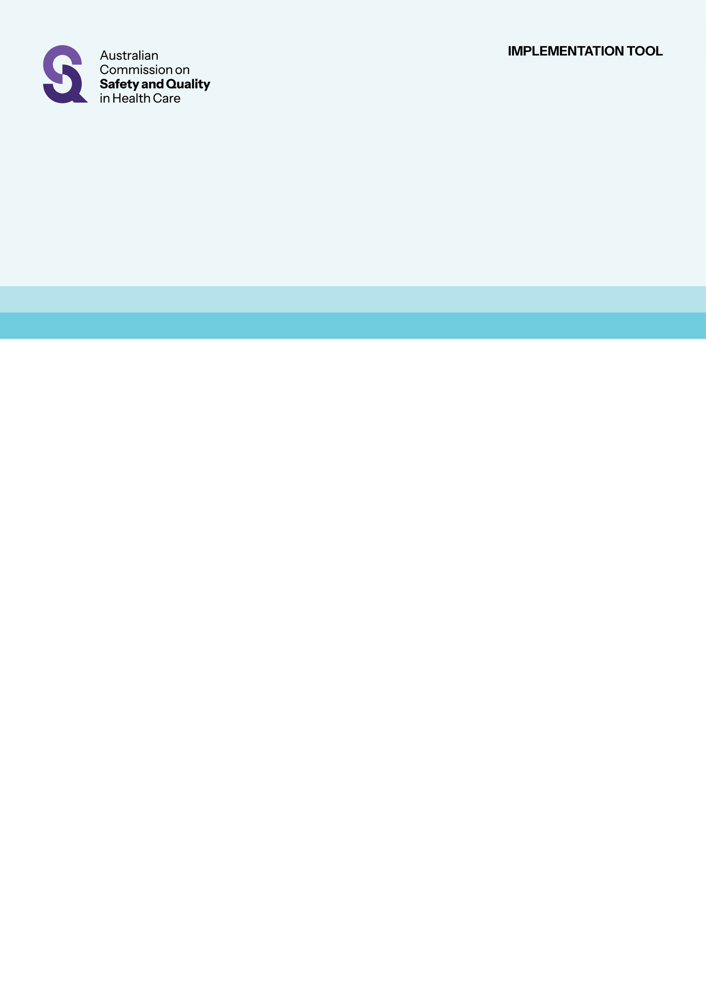 Australian
Commission on
Safety and Quality
in Health Care
IMPLEMENTATION TOOL